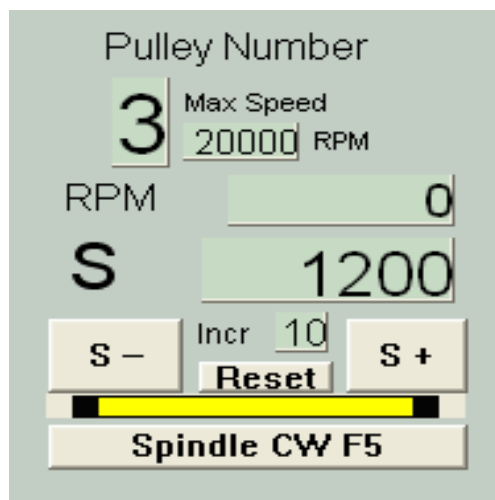 Pulley Number
3 Max Speed
20000 RPM
RPM 0
S 1200
S – Incr 10 S +
Reset
Spindle CW F5